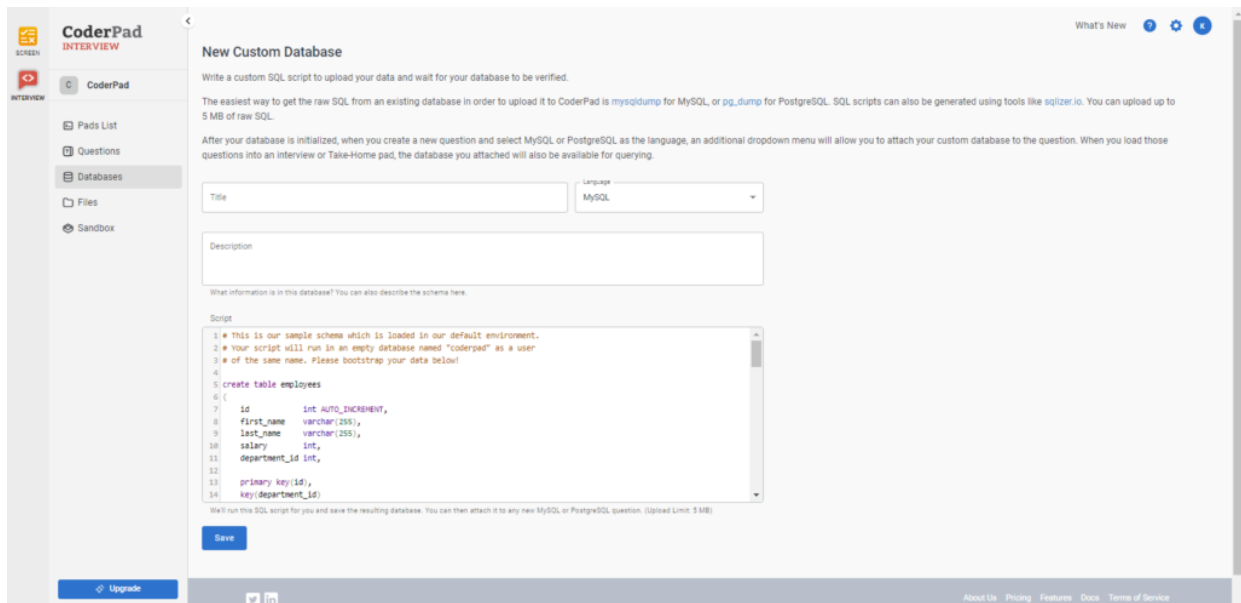 SCREEN
INTERVIEW
CoderPad
INTERVIEW
C CoderPad
Pads List
Questions
Databases
Files
Sandbox
Upgrade
What's New ? K
New Custom Database
Write a custom SQL script to upload your data and wait for your database to be verified.
The easiest way to get the raw SQL from an existing database in order to upload it to CoderPad is mysqldump for MySQL, or pg_dump for PostgreSQL. SQL scripts can also be generated using tools like sqlizer.io. You can upload up to
5 MB of raw SQL.
After your database is initialized, when you create a new question and select MySQL or PostgreSQL as the language, an additional dropdown menu will allow you to attach your custom database to the question. When you load those
questions into an interview or Take-Home pad, the database you attached will also be available for querying.
Title
Language
MySQL
Description
What information is in this database? You can also describe the schema here.
Script
1 # This is our sample schema which is loaded in our default environment.
2 # Your script will run in an empty database named "coderpad" as a user
3 # of the same name. Please bootstrap your data below!
4
5 create table employees
6 (
7 id int AUTO_INCREMENT,
8 first_name varchar(255),
9 last_name varchar(255),
10 salary int,
11 department_id int,
12
13 primary key(id),
14 key(department_id)
We'll run this SQL script for you and save the resulting database. You can then attach it to any new MySQL or PostgreSQL question. (Upload Limit: 5 MB)
Save
About Us Pricing Features Docs Terms of Service